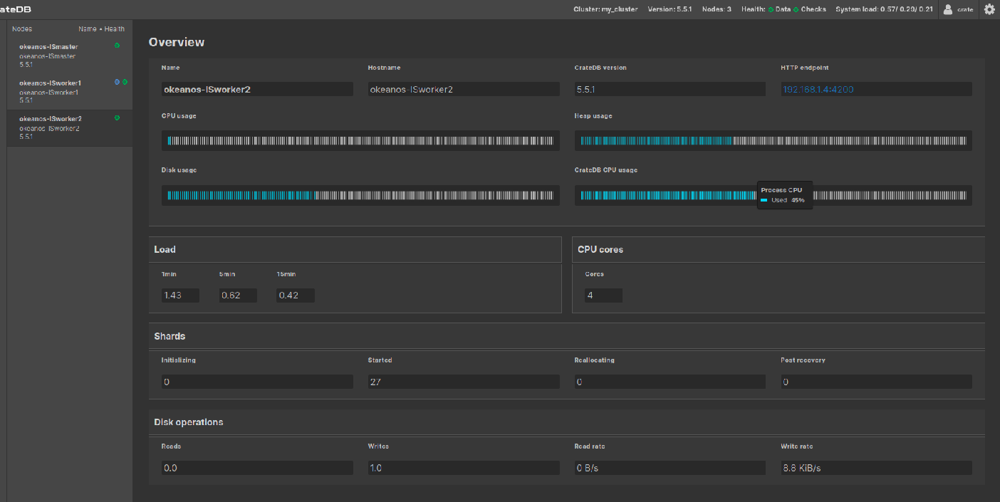 ateDB
Cluster: my_cluster Version: 5.5.1 Nodes: 3 Health: Data Checks System load: 0.57/ 0.29/ 0.21 crate
Nodes Name • Health
okeanos-ISmaster
okeanos-ISmaster
5.5.1
okeanos-ISworker1
okeanos-ISworker1
5.5.1
okeanos-ISworker2
okeanos-ISworker2
5.5.1
Overview
Name Hostname CrateDB version HTTP endpoint
okeanos-ISworker2 okeanos-ISworker2 5.5.1 192.168.1.4:4200
CPU usage Heap usage
Disk usage CrateDB CPU usage
Process CPU
Used 45%
Load CPU cores
1min 5min 15min Cores
1.43 0.62 0.42 4
Shards
Initializing Started Reallocating Post recovery
0 27 0 0
Disk operations
Reads Writes Read rate Write rate
0.0 1.0 0 B/s 8.8 KiB/s